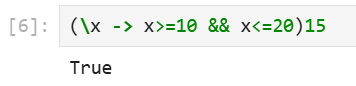 [6]: (\x -> x>=10 && x<=20)15
True